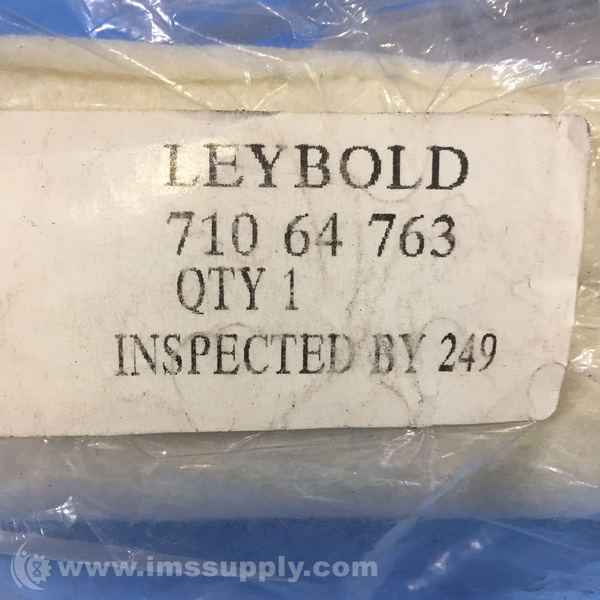 LEYBOLD
710 64 763
QTY 1
INSPECTED BY 249
www.imssupply.com